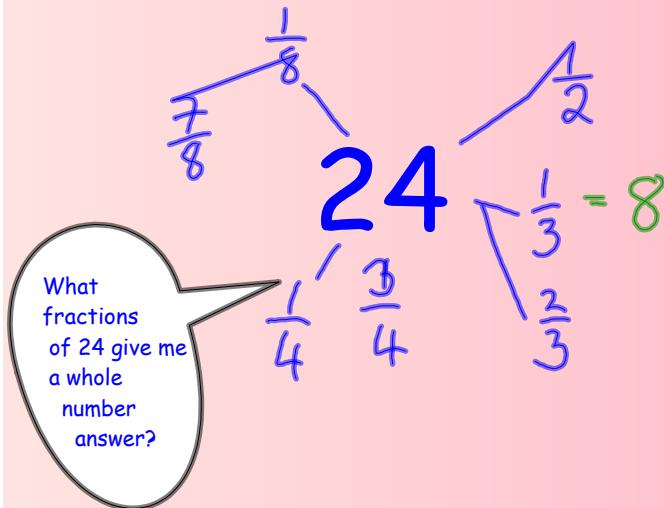 1/8
7/8
1/2
24
1/3 = 8
1/4
3/4
2/3
What
fractions
of 24 give me
a whole
number
answer?